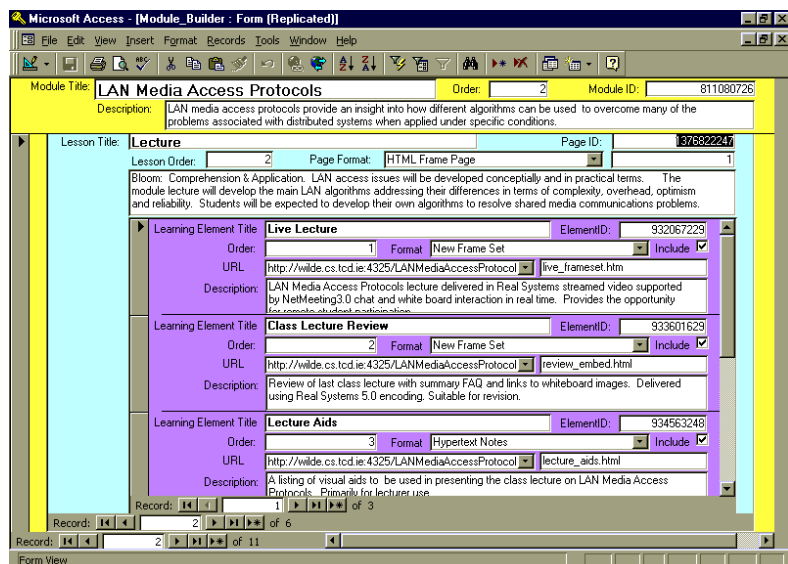 Microsoft Access - [Module_Builder : Form (Replicated)]
File Edit View Insert Format Records Tools Window Help
Module Title: LAN Media Access Protocols Order: 2 Module ID: 811080726
Description: LAN media access protocols provide an insight into how different algorithms can be used to overcome many of the
problems associated with distributed systems when applied under specific conditions.
Lesson Title: Lecture Page ID: 1376822247
Lesson Order: 2 Page Format: HTML Frame Page 1
Bloom: Comprehension & Application. LAN access issues will be developed conceptially and in practical terms. The
module lecture will develop the main LAN algorithms addressing their differences in terms of complexity, overhead, optimism
and reliability. Students will be expected to develop their own algorithms to resolve shared media communications problems.
Learning Element Title Live Lecture ElementID: 932067229
Order: 1 Format New Frame Set Include
URL http://wilde.cs.tcd.ie:4325/LANMediaAccessProtocol live_frameset.htm
Description: LAN Media Access Protocols lecture delivered in Real Systems streamed video supported
by NetMeeting3.0 chat and white board interaction in real time. Provides the opportunity
for remote student participation
Learning Element Title Class Lecture Review ElementID: 933601629
Order: 2 Format New Frame Set Include
URL http://wilde.cs.tcd.ie:4325/LANMediaAccessProtocol review_embed.html
Description: Review of last class lecture with summary FAQ and links to whiteboard images. Delivered
using Real Systems 5.0 encoding. Suitable for revision.
Learning Element Title Lecture Aids ElementID: 934563248
Order: 3 Format Hypertext Notes Include
URL http://wilde.cs.tcd.ie:4325/LANMediaAccessProtocol lecture_aids.html
Description: A listing of visual aids to be used in presenting the class lecture on LAN Media Access
Protocols. Primarily for lecturer use
Record: 1 of 3
Record: 2 of 6
Record: 2 of 11
Form View